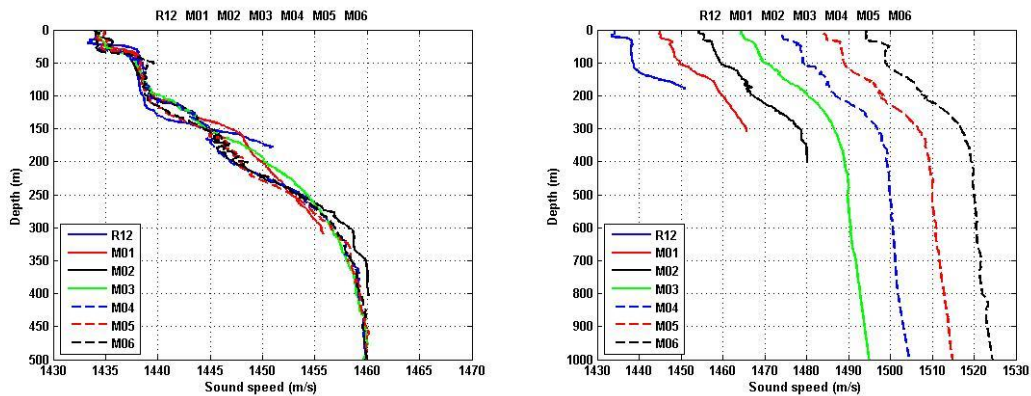 R12 M01 M02 M03 M04 M05 M06
0
50
100
150
200
250
300
350
400
450
500
Depth (m)
R12
M01
M02
M03
M04
M05
M06
1430 1435 1440 1445 1450 1455 1460 1465 1470
Sound speed (m/s)
R12 M01 M02 M03 M04 M05 M06
0
100
200
300
400
500
600
700
800
900
1000
Depth (m)
R12
M01
M02
M03
M04
M05
M06
1430 1440 1450 1460 1470 1480 1490 1500 1510 1520 1530
Sound speed (m/s)